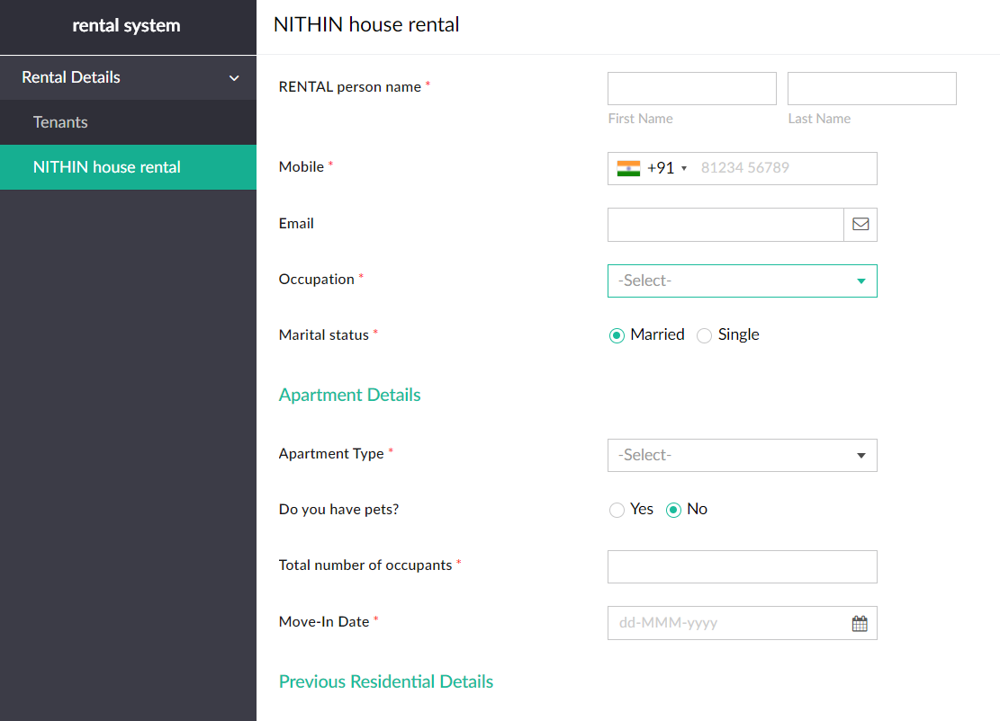 rental system
NITHIN house rental
Rental Details
Tenants
NITHIN house rental
RENTAL person name *
First Name Last Name
Mobile *
+91 81234 56789
Email
Occupation *
-Select-
Marital status *
Married Single
Apartment Details
Apartment Type *
-Select-
Do you have pets?
Yes No
Total number of occupants *
Move-In Date *
dd-MMM-yyyy
Previous Residential Details